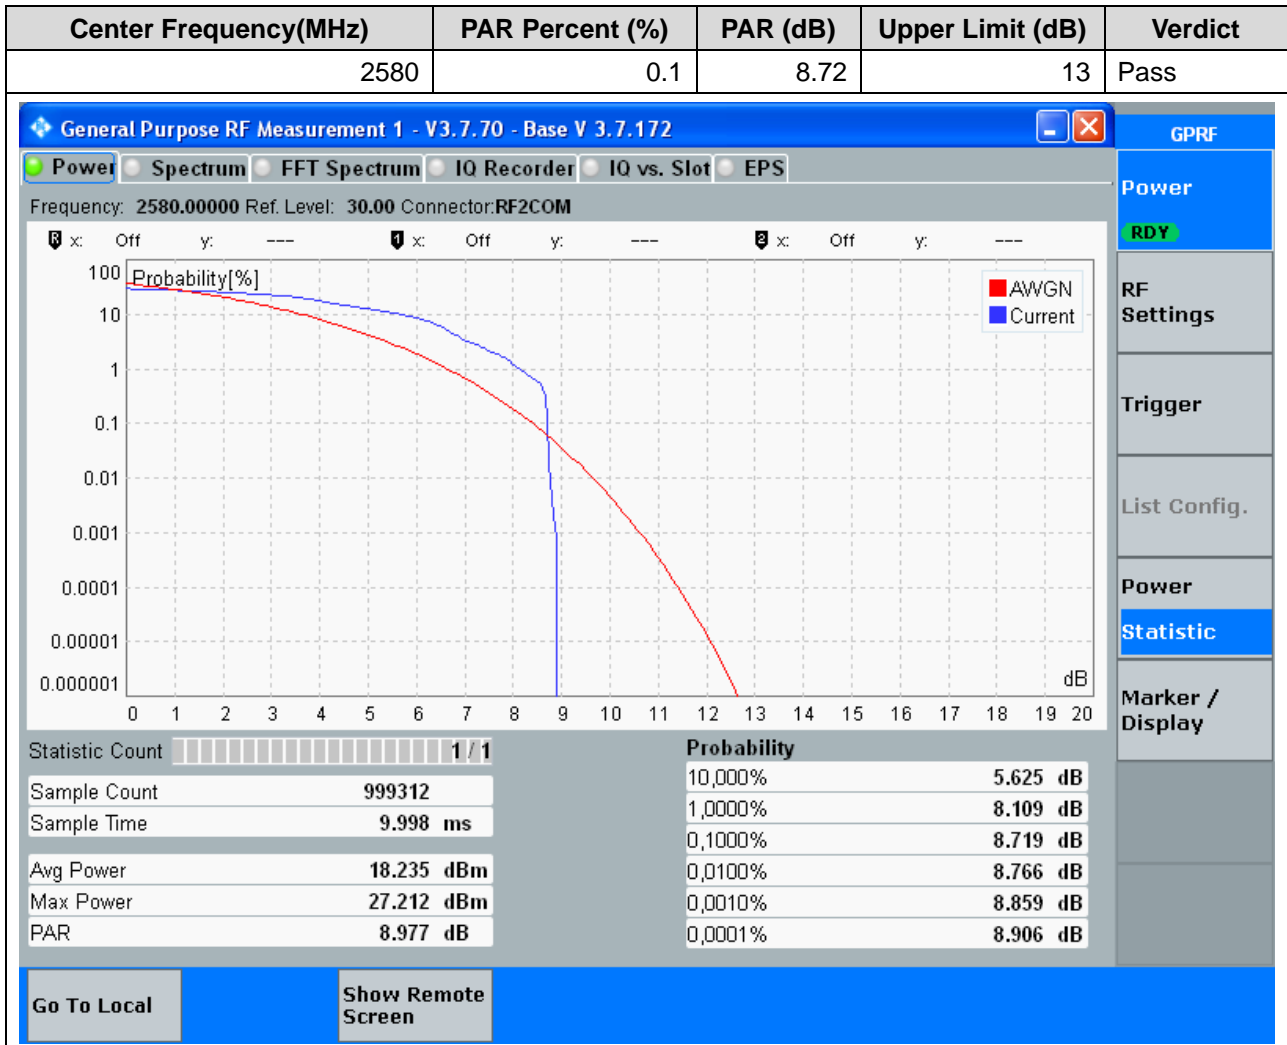 Center Frequency(MHz) PAR Percent (%) PAR (dB) Upper Limit (dB) Verdict
2580 0.1 8.72 13 Pass
General Purpose RF Measurement 1 - V3.7.70 - Base V 3.7.172
GPRF
Power Spectrum FFT Spectrum IQ Recorder IQ vs. Slot EPS
Frequency: 2580.00000 Ref. Level: 30.00 Connector:RF2COM
R x: Off y: --- 1 x: Off y: --- 2 x: Off y: ---
Probability[%]
AWGN
Current
100
10
1
0.1
0.01
0.001
0.0001
0.00001
0.000001
dB
0 1 2 3 4 5 6 7 8 9 10 11 12 13 14 15 16 17 18 19 20
Statistic Count 1 / 1
Sample Count 999312
Sample Time 9.998 ms
Avg Power 18.235 dBm
Max Power 27.212 dBm
PAR 8.977 dB
Probability
10,000% 5.625 dB
1,0000% 8.109 dB
0,1000% 8.719 dB
0,0100% 8.766 dB
0,0010% 8.859 dB
0,0001% 8.906 dB
Power
RDY
RF
Settings
Trigger
List Config.
Power
Statistic
Marker /
Display
Go To Local
Show Remote
Screen